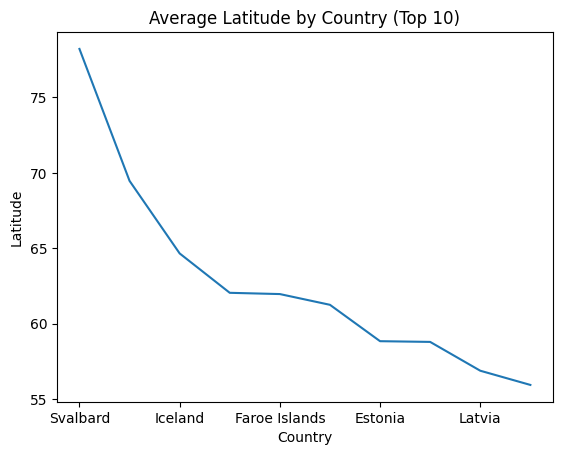 Average Latitude by Country (Top 10)
75
70
65
60
55
Latitude
Svalbard Iceland Faroe Islands Estonia Latvia
Country